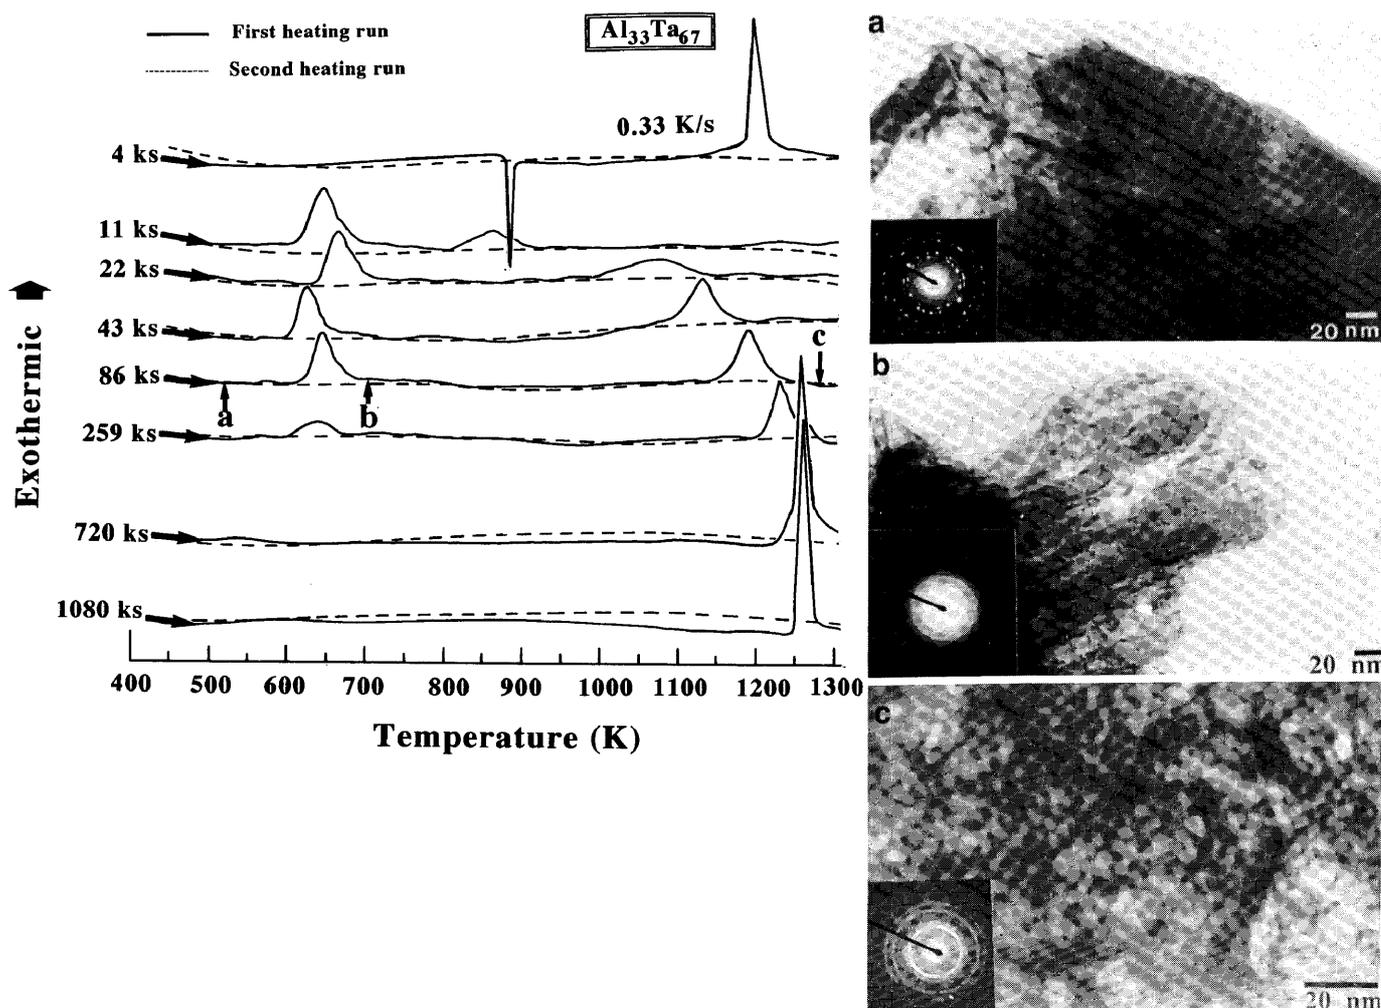 First heating run
Second heating run
Al33Ta67
0.33 K/s
4 ks
11 ks
22 ks
43 ks
86 ks
259 ks
720 ks
1080 ks
a
b
c
Exothermic
400 500 600 700 800 900 1000 1100 1200 1300
Temperature (K)
a
20 nm
b
20 nm
c
20 nm